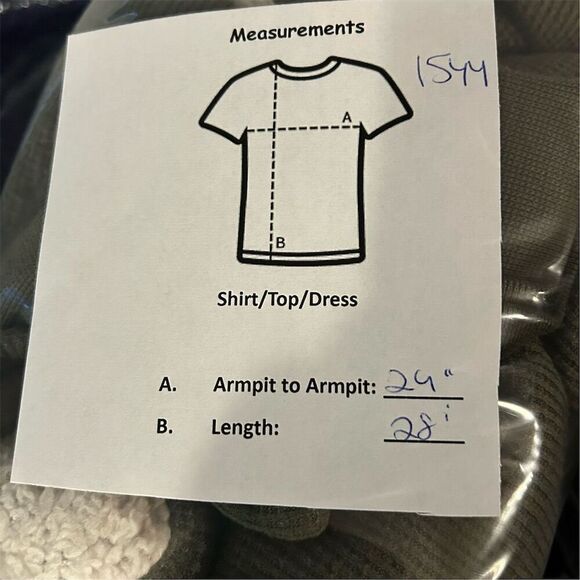 Measurements
1544
A
B
Shirt/Top/Dress
A. Armpit to Armpit: 24"
B. Length: 28'